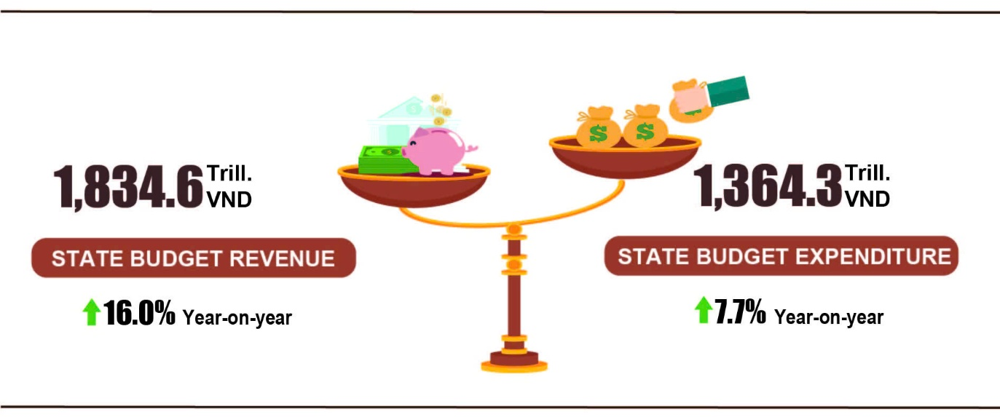 1,834.6 Trill.
VND
STATE BUDGET REVENUE
16.0% Year-on-year
$ $
1,364.3 Trill.
VND
STATE BUDGET EXPENDITURE
7.7% Year-on-year